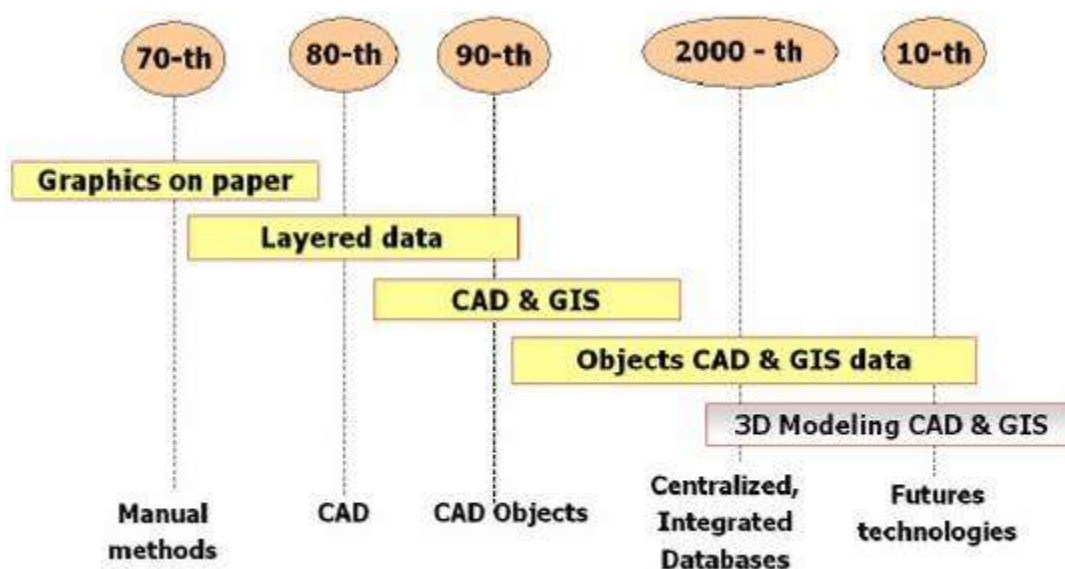 70-th
80-th
90-th
2000 - th
10-th
Graphics on paper
Layered data
CAD & GIS
Objects CAD & GIS data
3D Modeling CAD & GIS
Manual
methods
CAD
CAD Objects
Centralized,
Integrated
Databases
Futures
technologies